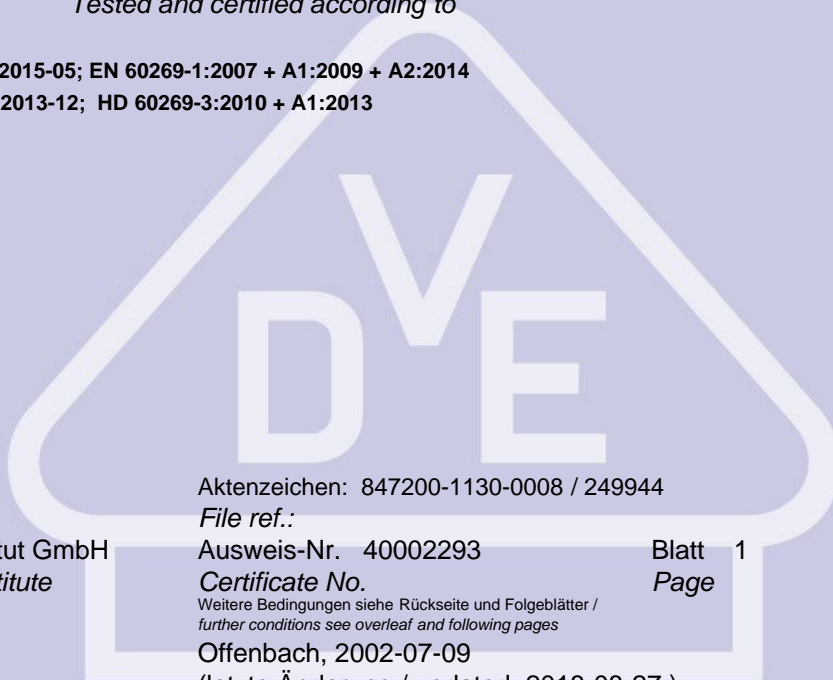 Tested and certified according to
2015-05; EN 60269-1:2007 + A1:2009 + A2:2014
2013-12; HD 60269-3:2010 + A1:2013
VDE
Aktenzeichen: 847200-1130-0008 / 249944
File ref.:
GmbH Ausweis-Nr. 40002293 Blatt 1
Certificate No. Page
Weitere Bedingungen siehe Rückseite und Folgeblätter /
further conditions see overleaf and following pages
Offenbach, 2002-07-09